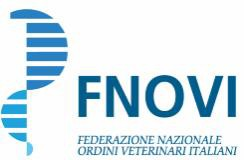 FNOVI
FEDERAZIONE NAZIONALE
ORDINI VETERINARI ITALIANI